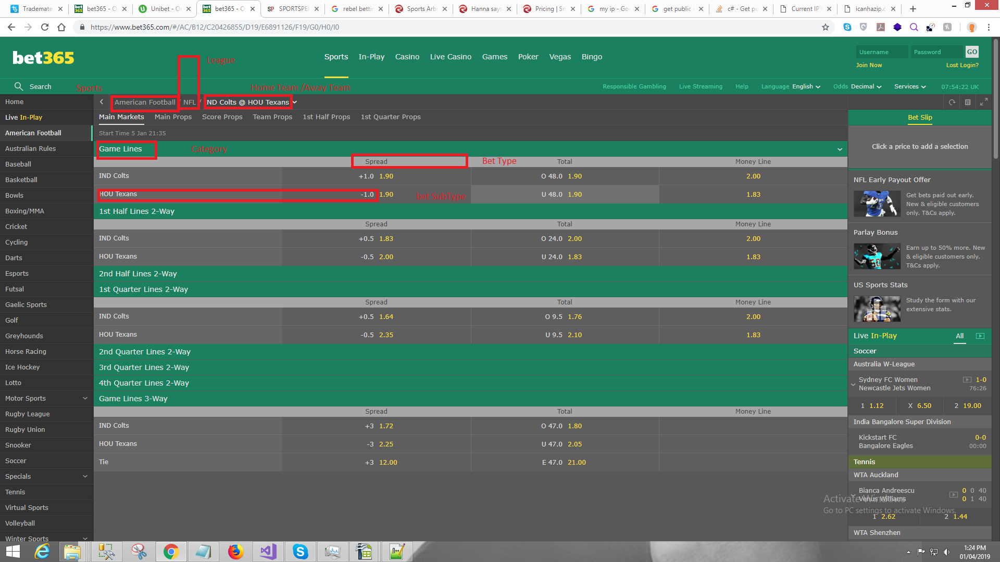 Trademate
bet365 - O
Unibet - O
bet365 - O
SP SPORTSPE
rebel betti
Sports Arb
Hanna says
Pricing | Sm
my ip - Go
get public
c# - Get pu
Current IP
icanhazip.c
https://www.bet365.com/#/AC/B12/C20426855/D19/E6891126/F19/G0/H0/I0
bet365
League
Sports In-Play Casino Live Casino Games Poker Vegas Bingo
Username Password GO
Join Now Lost Login?
Search
Sports
Home Team /Away Team
Responsible Gambling Live Streaming Help Language English Odds Decimal Services 07:54:22 UK
Home
Live In-Play
American Football
Australian Rules
Baseball
Basketball
Bowls
Boxing/MMA
Cricket
Cycling
Darts
Esports
Futsal
Gaelic Sports
Golf
Greyhounds
Horse Racing
Ice Hockey
Lotto
Motor Sports
Rugby League
Rugby Union
Snooker
Soccer
Specials
Tennis
Virtual Sports
Volleyball
Winter Sports
American Football / NFL / IND Colts @ HOU Texans
Main Markets Main Props Score Props Team Props 1st Half Props 1st Quarter Props
Start Time 5 Jan 21:35
Game Lines
Category
Spread Total Money Line
Bet Type
IND Colts +1.0 1.90 O 48.0 1.90 2.00
HOU Texans -1.0 1.90 U 48.0 1.90 1.83
bet SubType
1st Half Lines 2-Way
Spread Total Money Line
IND Colts +0.5 1.83 O 24.0 2.00 2.00
HOU Texans -0.5 2.00 U 24.0 1.83 1.83
2nd Half Lines 2-Way
1st Quarter Lines 2-Way
Spread Total Money Line
IND Colts +0.5 1.64 O 9.5 1.76 2.00
HOU Texans -0.5 2.35 U 9.5 2.10 1.83
2nd Quarter Lines 2-Way
3rd Quarter Lines 2-Way
4th Quarter Lines 2-Way
Game Lines 3-Way
Spread Total Money Line
IND Colts +3 1.72 O 47.0 1.80
HOU Texans -3 2.25 U 47.0 2.05
Tie +3 12.00 E 47.0 21.00
Bet Slip
Click a price to add a selection
NFL Early Payout Offer
Get bets paid out early.
New & eligible customers
only. T&Cs apply.
Parlay Bonus
Earn up to 50% more. New
& eligible customers only.
T&Cs apply.
US Sports Stats
Study the form with our
extensive stats.
Live In-Play All
Soccer
Australia W-League
Sydney FC Women 1-0
Newcastle Jets Women 76:26
1 1.12 X 6.50 2 19.00
India Bangalore Super Division
Kickstart FC 0-0
Bangalore Eagles 00:00
Tennis
WTA Auckland
Bianca Andreescu 0 0 40
Venus Williams 0 1 40
Activate Windows
Go to PC settings to activate Windows.
1 2.62 2 1.44
WTA Shenzhen
1:24 PM
01/04/2019